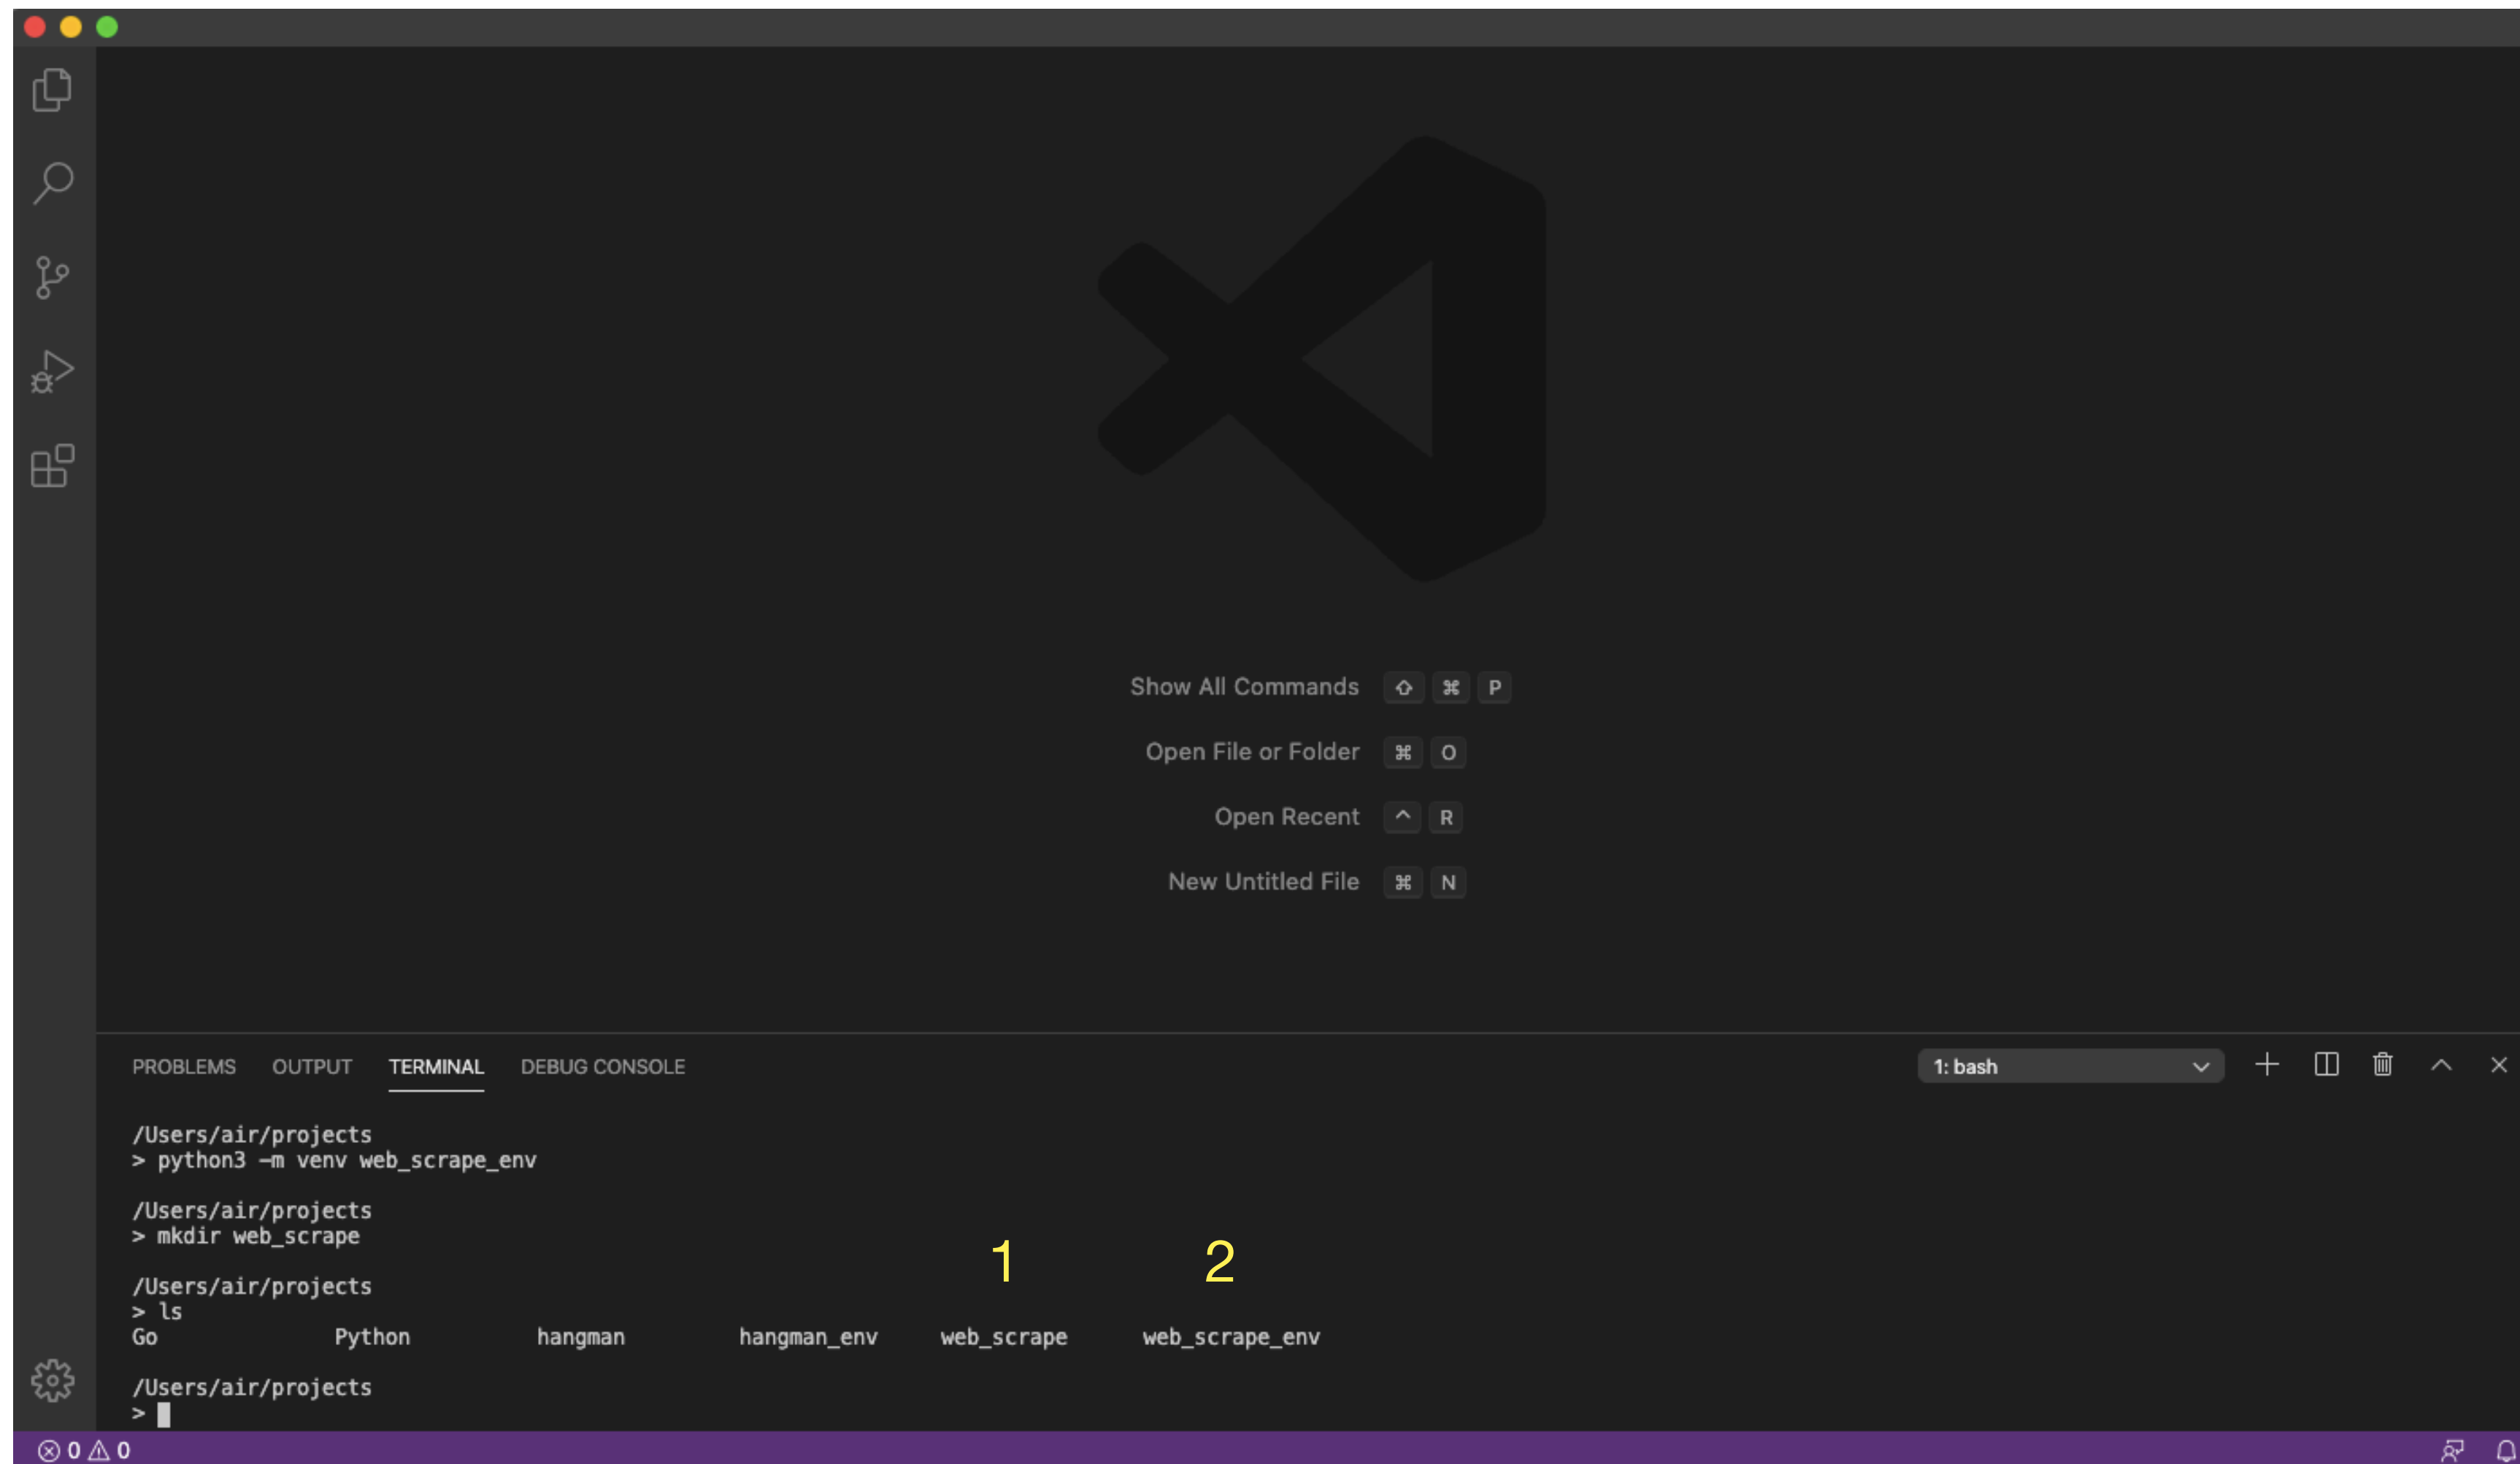 Show All Commands ⇧ ⌘ P
Open File or Folder ⌘ O
Open Recent ^ R
New Untitled File ⌘ N
PROBLEMS OUTPUT TERMINAL DEBUG CONSOLE 1: bash
/Users/air/projects
> python3 -m venv web_scrape_env
/Users/air/projects
> mkdir web_scrape
1 2
/Users/air/projects
> ls
Go Python hangman hangman_env web_scrape web_scrape_env
/Users/air/projects
>
0 0